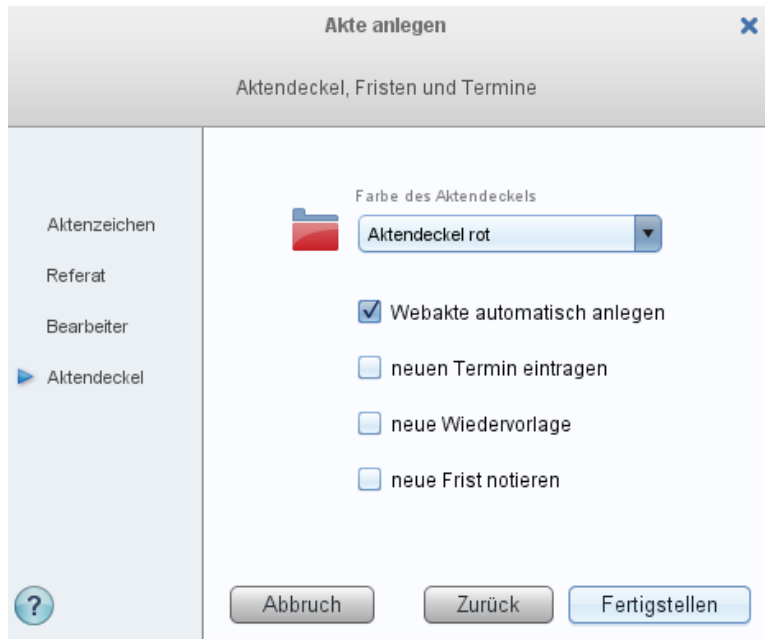 Akte anlegen
Aktendeckel, Fristen und Termine
Aktenzeichen
Referat
Bearbeiter
Aktendeckel
Farbe des Aktendeckels
Aktendeckel rot
Webakte automatisch anlegen
neuen Termin eintragen
neue Wiedervorlage
neue Frist notieren
?
Abbruch
Zurück
Fertigstellen